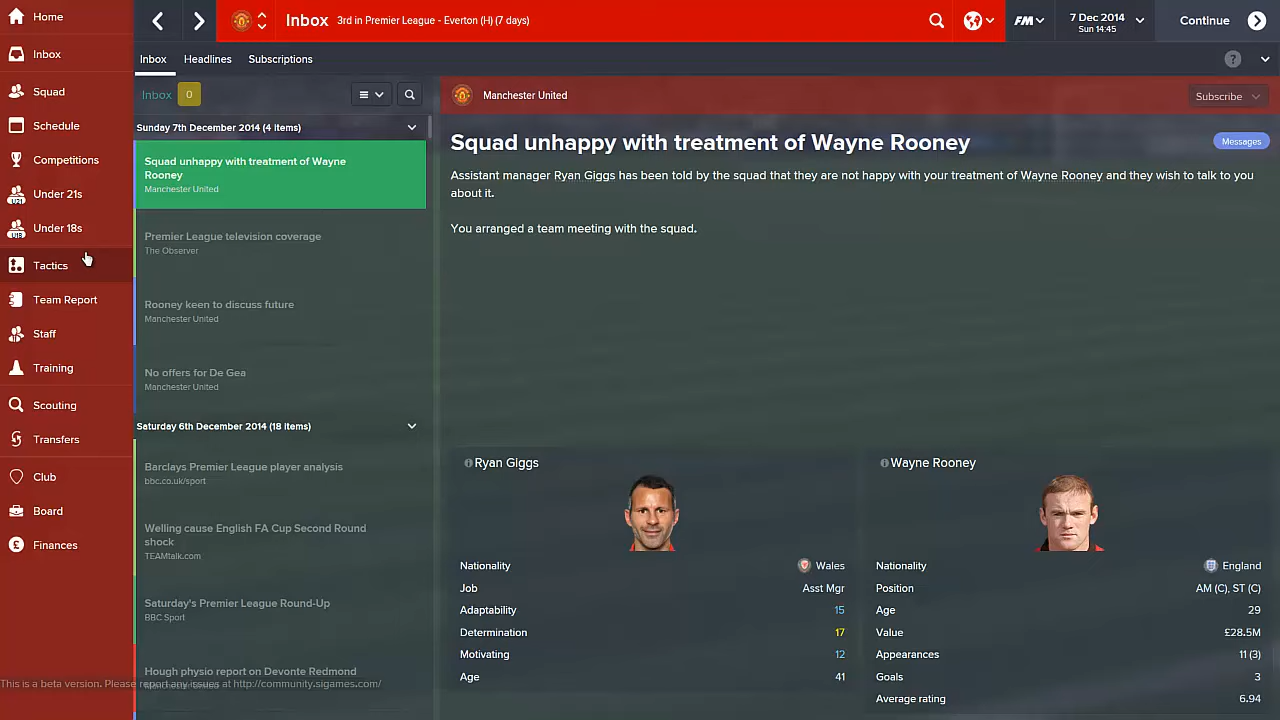 Home
Inbox
3rd in Premier League - Everton (H) (7 days)
FM
7 Dec 2014
Sun 14:45
Continue
Inbox
Squad
Schedule
Competitions
U21
Under 21s
U18
Under 18s
Tactics
Team Report
Staff
Training
Scouting
Transfers
Club
Board
Finances
Inbox
Headlines
Subscriptions
?
Inbox
0
Sunday 7th December 2014 (4 Items)
Squad unhappy with treatment of Wayne
Rooney
Manchester United
Premier League television coverage
The Observer
Rooney keen to discuss future
Manchester United
No offers for De Gea
Manchester United
Saturday 6th December 2014 (18 Items)
Barclays Premier League player analysis
bbc.co.uk/sport
Welling cause English FA Cup Second Round
shock
TEAMtalk.com
Saturday's Premier League Round-Up
BBC Sport
Hough physio report on Devonte Redmond
This is a beta version. Please report any issues at http://community.sigames.com/
Manchester United
Subscribe
Squad unhappy with treatment of Wayne Rooney
Messages
Assistant manager Ryan Giggs has been told by the squad that they are not happy with your treatment of Wayne Rooney and they wish to talk to you
about it.
You arranged a team meeting with the squad.
Ryan Giggs
Nationality Wales
Job Asst Mgr
Adaptability 15
Determination 17
Motivating 12
Age 41
Wayne Rooney
Nationality England
Position AM (C), ST (C)
Age 29
Value £28.5M
Appearances 11 (3)
Goals 3
Average rating 6.94